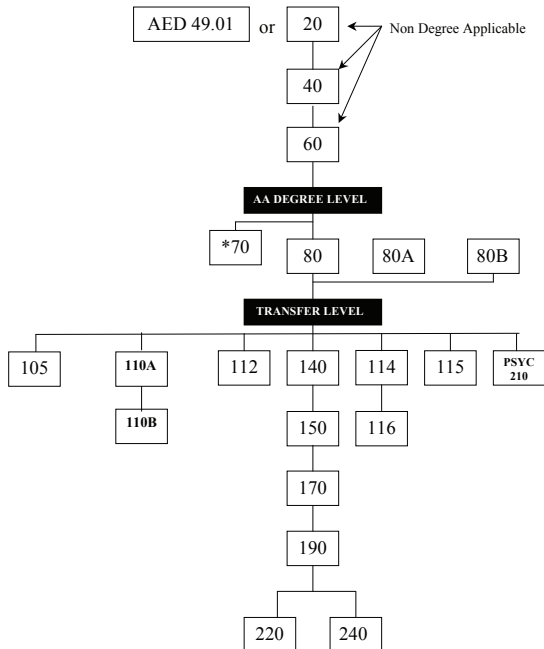 AED 49.01 or 20 Non Degree Applicable
40
60
AA DEGREE LEVEL
*70 80 80A 80B
TRANSFER LEVEL
105 110A 112 140 114 115 PSYC
210
110B 150 116
170
190
220 240